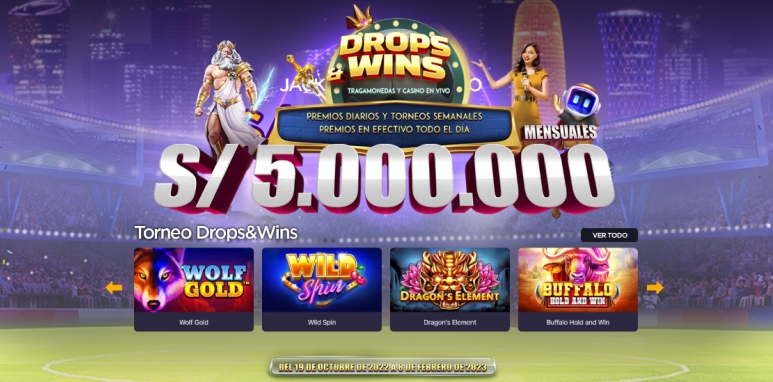 DROPS
& WINS
TRAGAMONEDAS Y CASINO EN VIVO
PREMIOS DIARIOS Y TORNEOS SEMANALES
PREMIOS EN EFECTIVO TODO EL DÍA
MENSUALES
S/ 5.000.000
Torneo Drops&Wins
VER TODO
WOLF
GOLD
WILD
Spin
DRAGON'S ELEMENT
BUFFALO
HOLD AND WIN
Wolf Gold
Wild Spin
Dragon's Element
Buffalo Hold and Win
DEL 19 DE OCTUBRE DE 2022 A 8 DE FEBRERO DE 2023